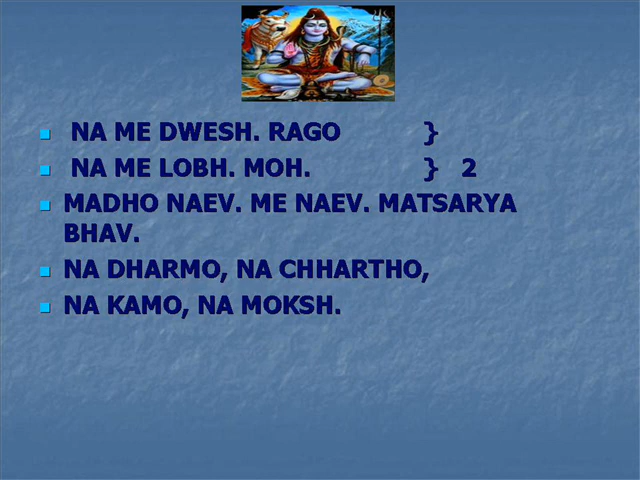 NA ME DWESH. RAGO }
NA ME LOBH. MOH. } 2
MADHO NAEV. ME NAEV. MATSARYA
BHAV.
NA DHARMO, NA CHHARTHO,
NA KAMO, NA MOKSH.